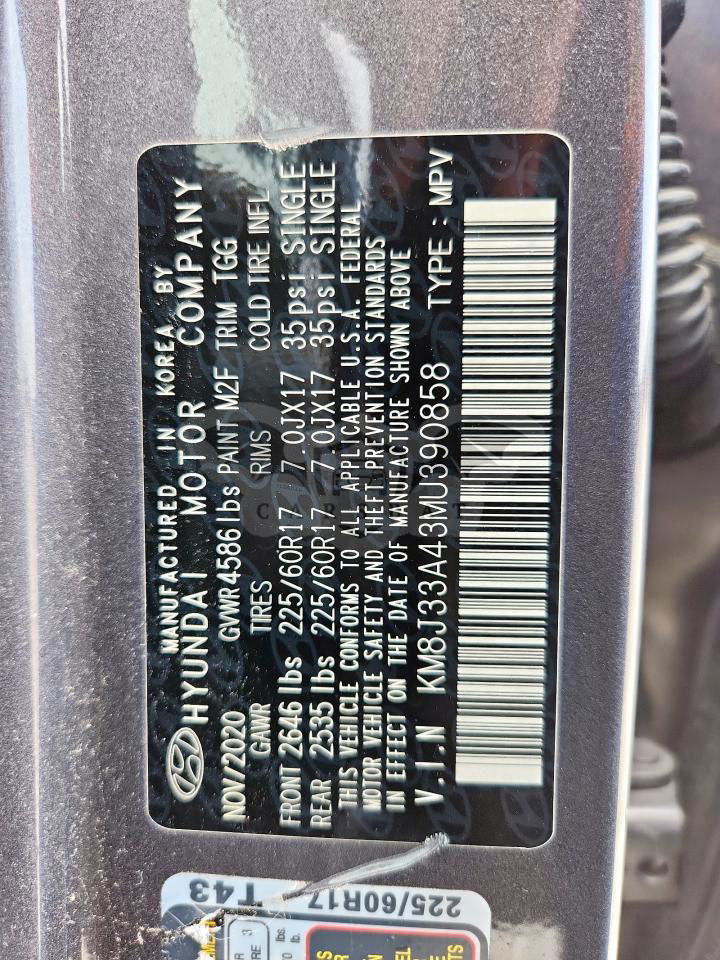 MANUFACTURED IN KOREA BY
HYUNDAI MOTOR COMPANY
NOV/2020 GVWR 4586 lbs PAINT M2F TRIM TGG
GAWR TIRES RIMS COLD TIRE INFL
FRONT 2646 lbs 225/60R17 7.0JX17 35psi SINGLE
REAR 2535 lbs 225/60R17 7.0JX17 35psi SINGLE
THIS VEHICLE CONFORMS TO ALL APPLICABLE U.S.A. FEDERAL
MOTOR VEHICLE SAFETY AND THEFT PREVENTION STANDARDS
IN EFFECT ON THE DATE OF MANUFACTURE SHOWN ABOVE
V.I.N KM8J33A43MU390858 TYPE : MPV
T43
225/60R17